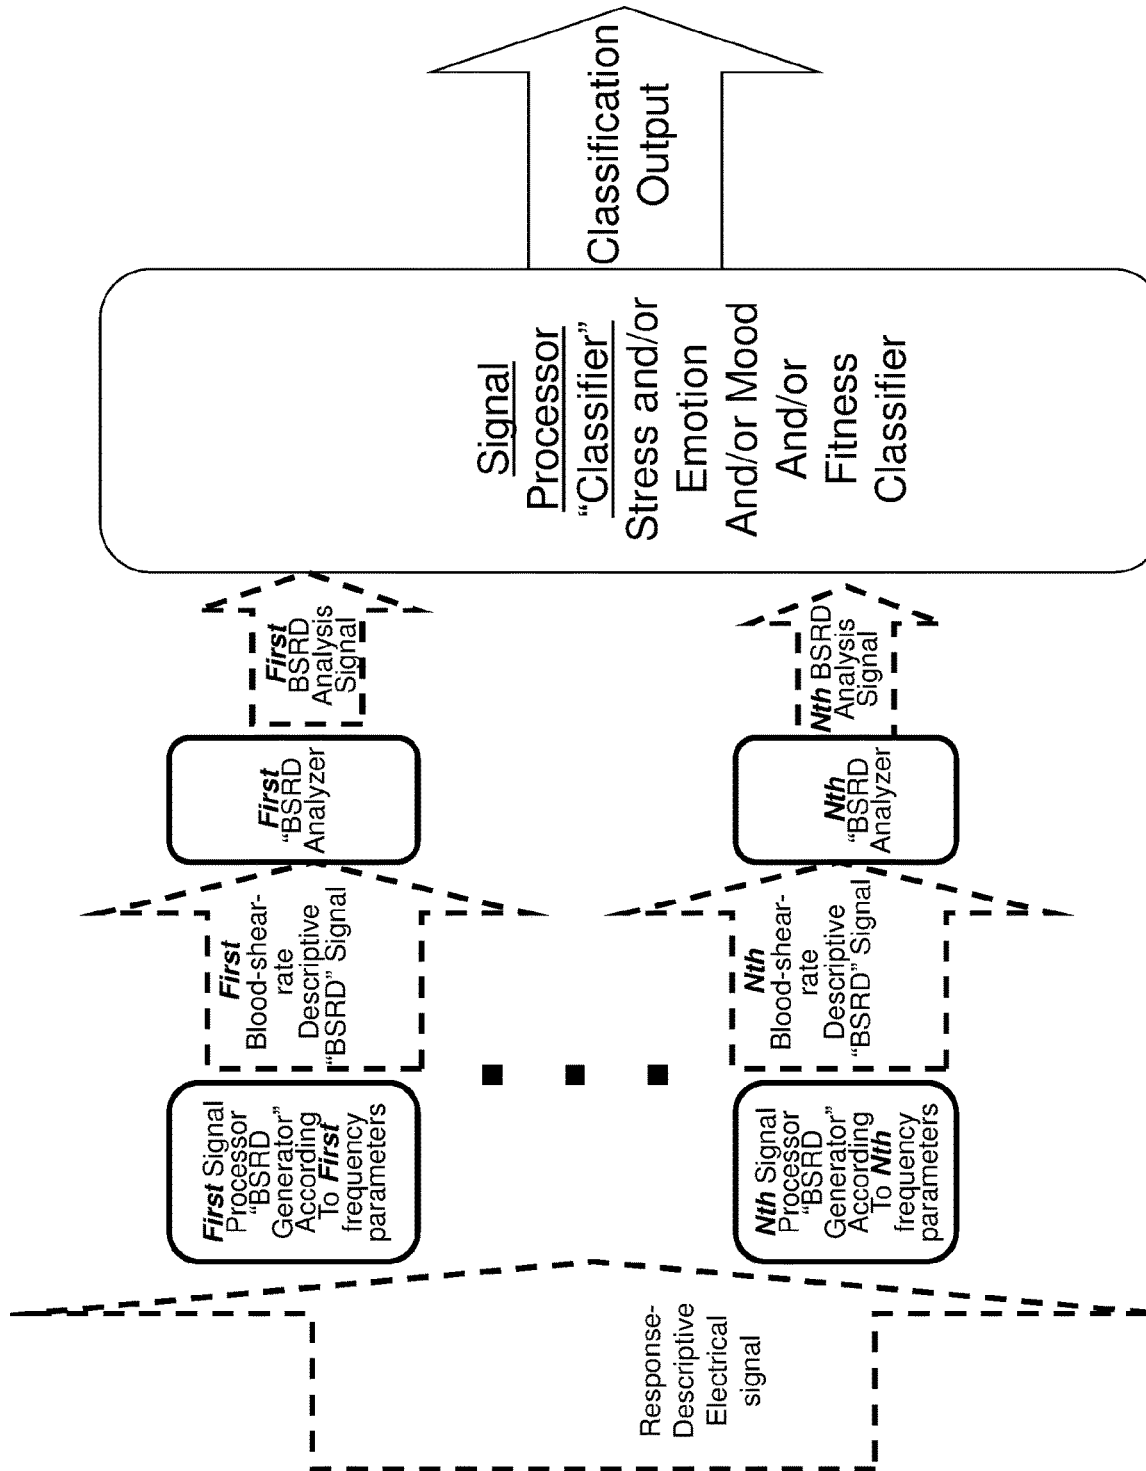 Response-
Descriptive
Electrical
signal
First Signal
Processor
“BSRD
Generator”
According
To First
frequency
parameters
First
Blood-shear-
rate
Descriptive
“BSRD” Signal
First
“BSRD
Analyzer
First
BSRD
Analysis
Signal
Nth Signal
Processor
“BSRD
Generator”
According
To Nth
frequency
parameters
Nth
Blood-shear-
rate
Descriptive
“BSRD” Signal
Nth
“BSRD
Analyzer
Nth BSRD
Analysis
Signal
Signal
Processor
“Classifier”
Stress and/or
Emotion
And/or Mood
And/or
Fitness
Classifier
Classification
Output